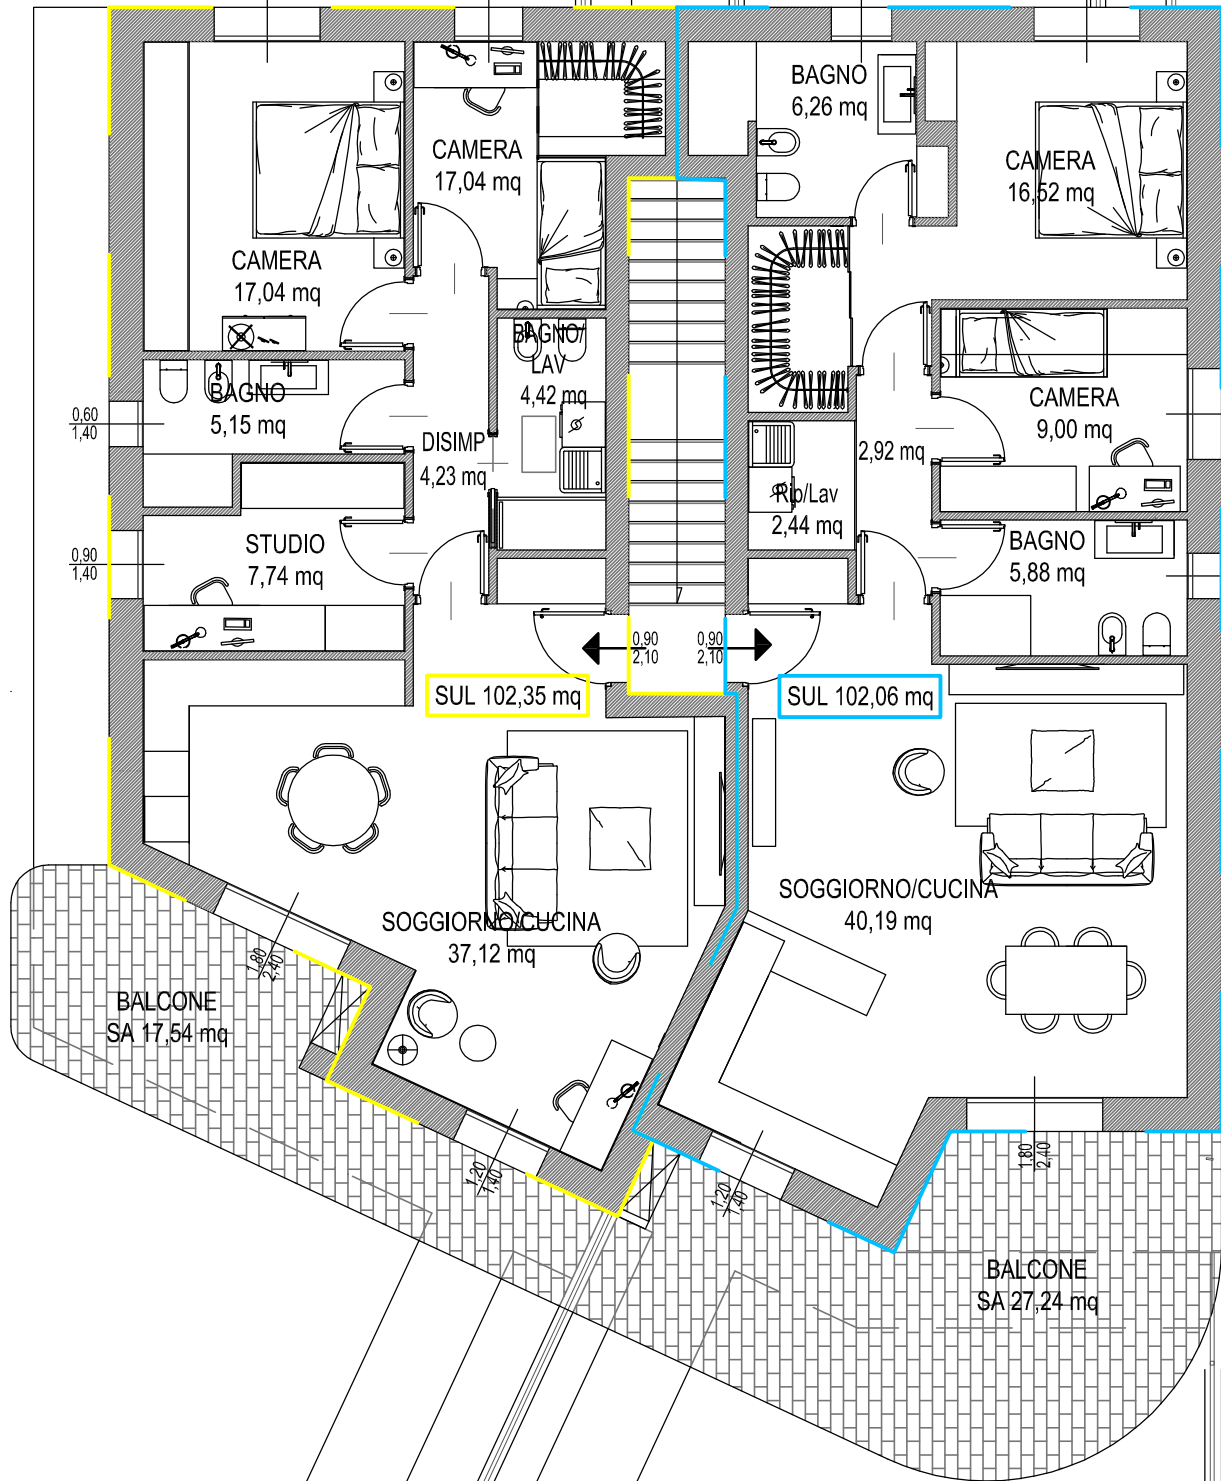 BAGNO
6,26 mq
CAMERA
17,04 mq
CAMERA
16,52 mq
CAMERA
17,04 mq
BAGNO/
LAV
4,42 mq
BAGNO
5,15 mq
CAMERA
9,00 mq
0,60
1,40
DISIMP
4,23 mq
2,92 mq
Rip/Lav
2,44 mq
STUDIO
7,74 mq
BAGNO
5,88 mq
0,90
1,40
7
0,90
2,10
0,90
2,10
SUL 102,35 mq
SUL 102,06 mq
SOGGIORNO/CUCINA
40,19 mq
SOGGIORNO/CUCINA
37,12 mq
1,80
2,40
BALCONE
SA 17,54 mq
1,20
1,40
1,20
1,40
1,80
2,40
BALCONE
SA 27,24 mq